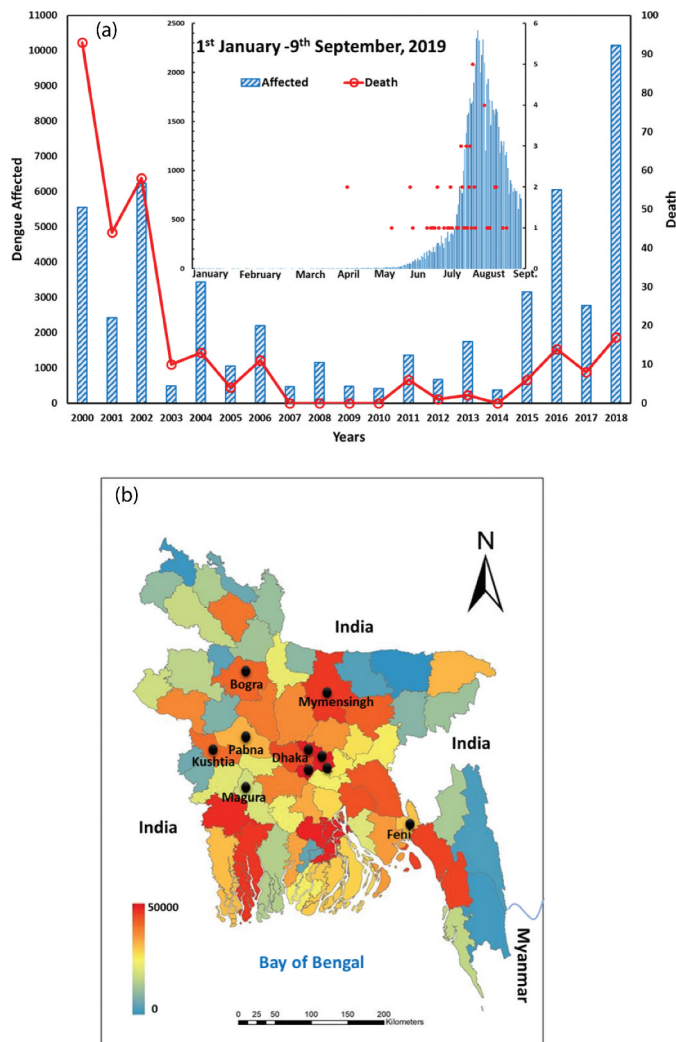 (a)
1st January -9th September, 2019
Affected
Death
11000
10000
9000
8000
7000
6000
5000
4000
3000
2000
1000
0
Dengue Affected
2500
2000
1500
1000
500
0
6
5
4
3
2
1
0
January February March April May Jun July August Sept.
100
90
80
70
60
50
40
30
20
10
0
Death
2000 2001 2002 2003 2004 2005 2006 2007 2008 2009 2010 2011 2012 2013 2014 2015 2016 2017 2018
Years
(b)
N
India
Bogra
Mymensingh
India
Pabna
Dhaka
Kushtia
Magura
India
Feni
50000
0
Bay of Bengal
Myanmar
0 25 50 100 150 200
Kilometers